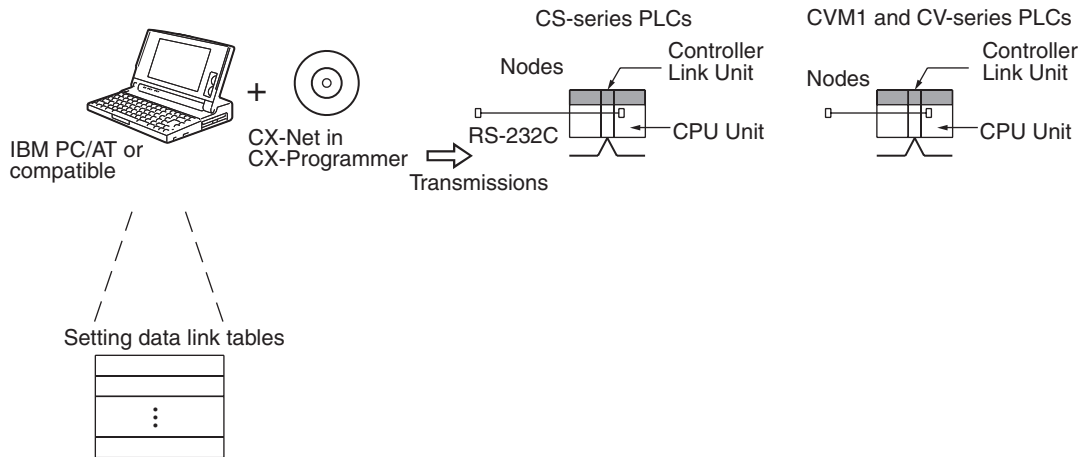 CS-series PLCs
CVM1 and CV-series PLCs
Nodes
Controller
Link Unit
Nodes
Controller
Link Unit
+
IBM PC/AT or
compatible
CX-Net in
CX-Programmer
RS-232C
CPU Unit
CPU Unit
Transmissions
Setting data link tables